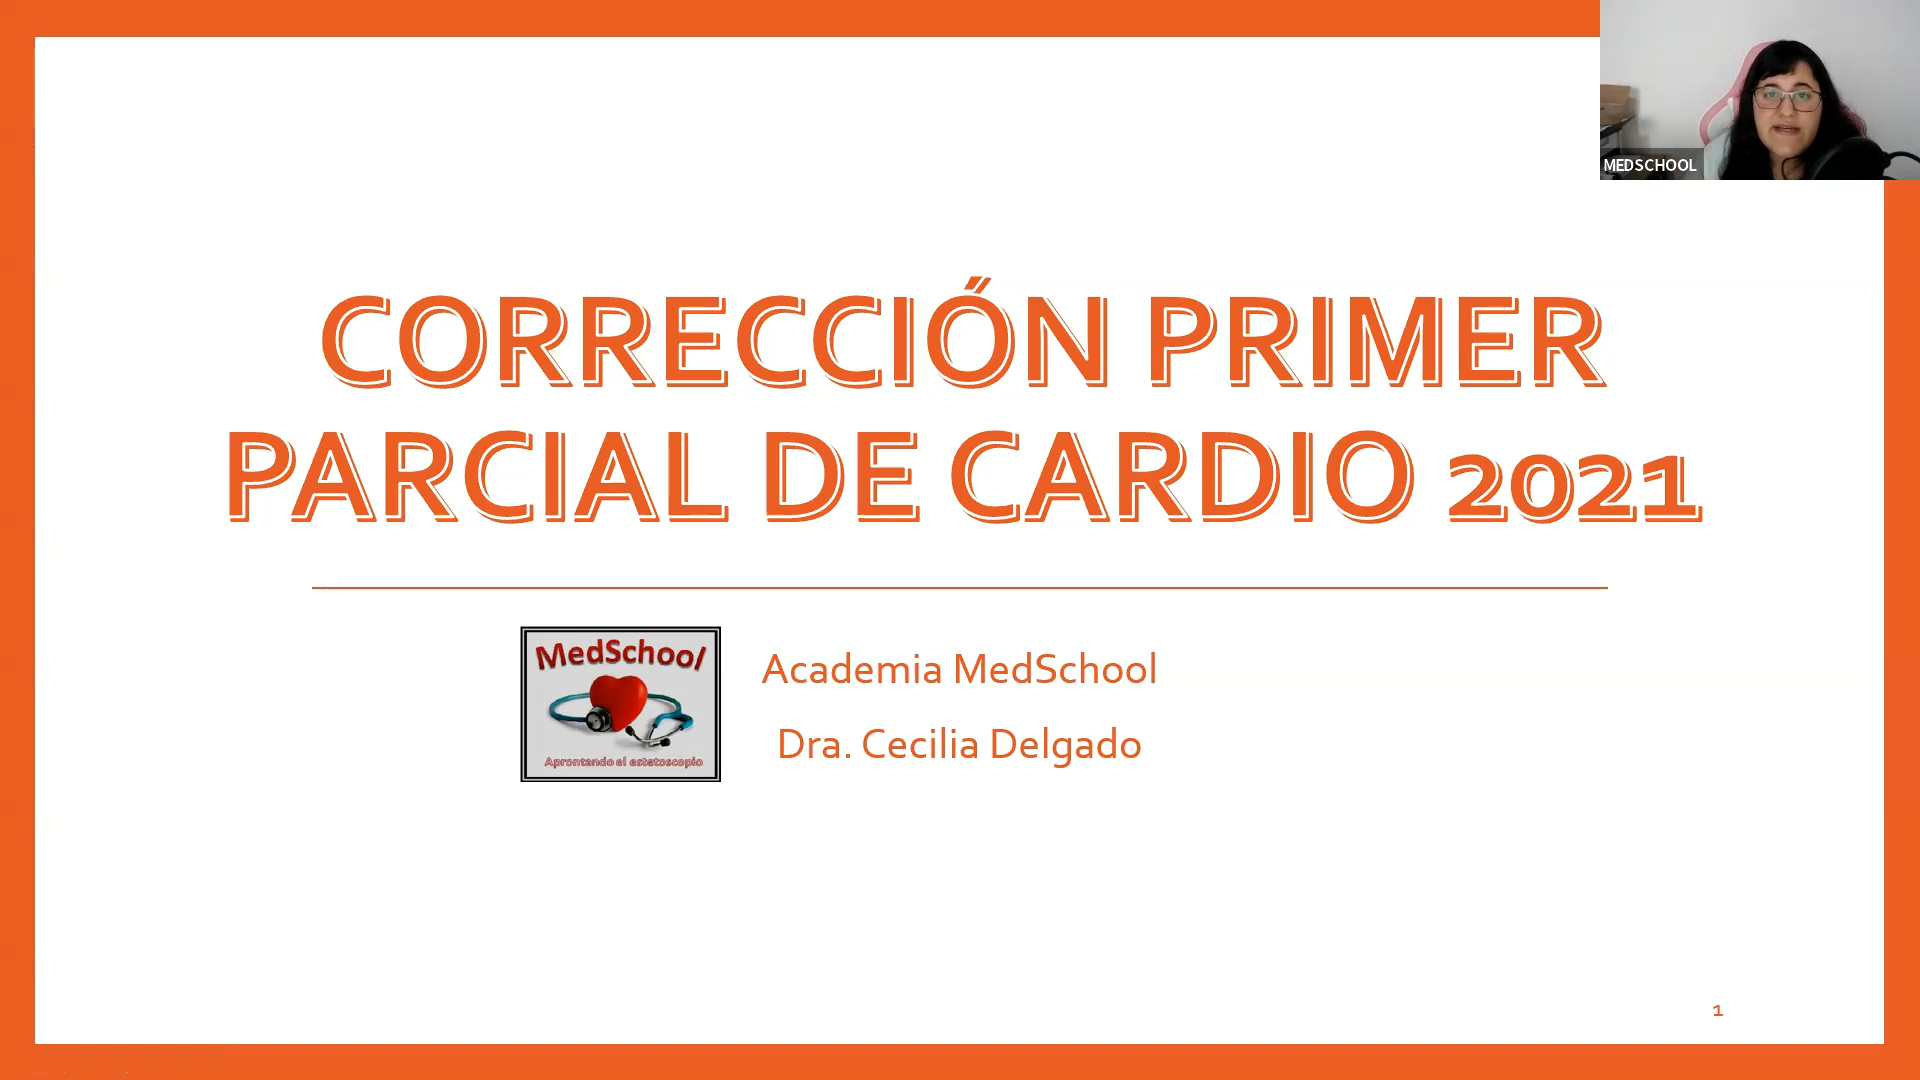 MEDSCHOOL
CORRECCIÓN PRIMER
PARCIAL DE CARDIO 2021
MedSchool
Aprontando el estetoscopio
Academia MedSchool
Dra. Cecilia Delgado
1